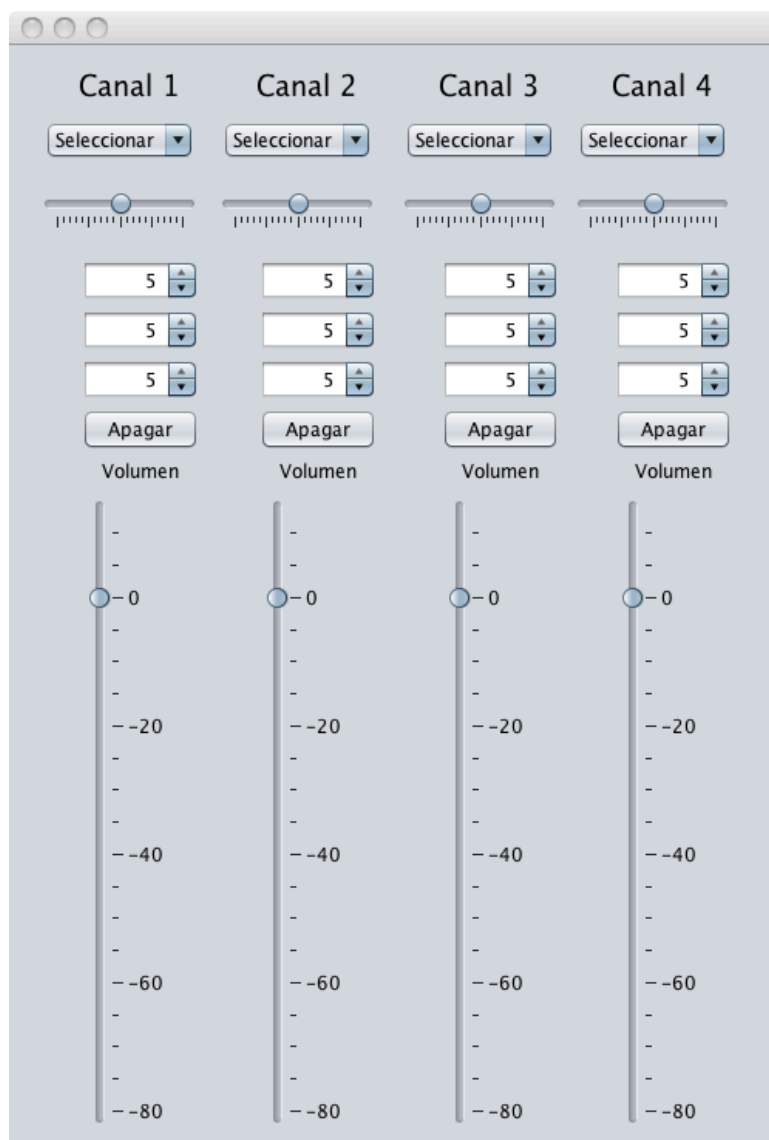 Canal 1 Canal 2 Canal 3 Canal 4
Seleccionar Seleccionar Seleccionar Seleccionar
5 5 5 5
5 5 5 5
5 5 5 5
Apagar Apagar Apagar Apagar
Volumen Volumen Volumen Volumen
0 0 0 0
-20 -20 -20 -20
-40 -40 -40 -40
-60 -60 -60 -60
-80 -80 -80 -80